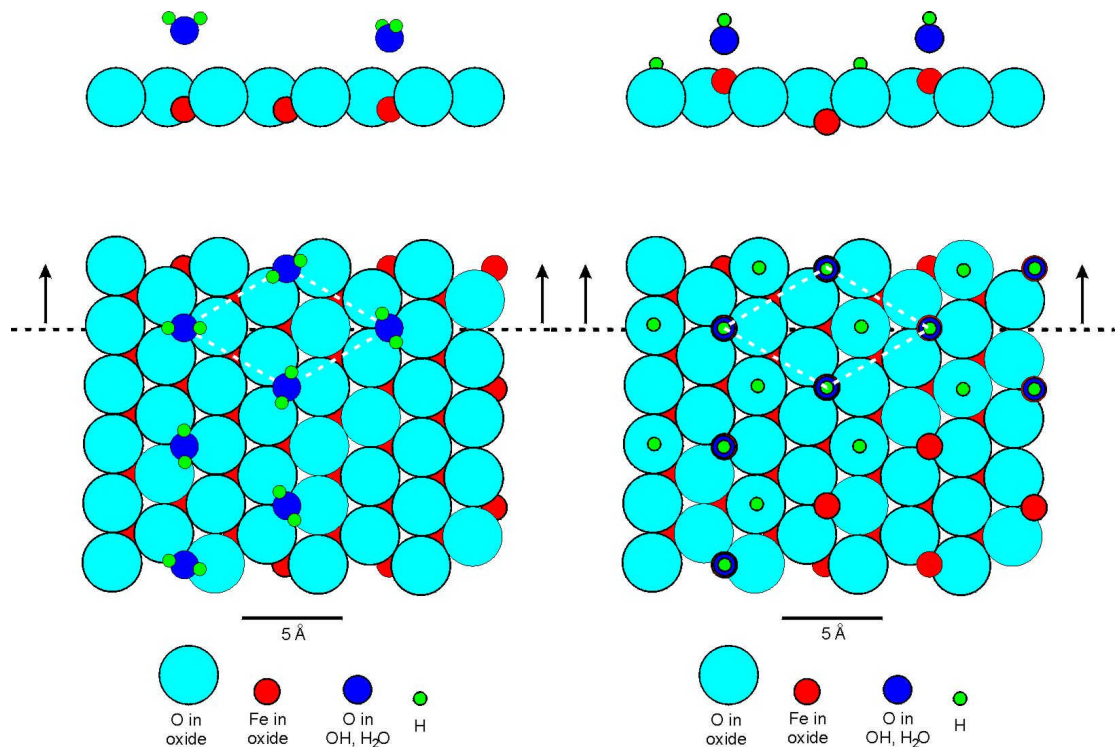 5 Å
5 Å
O in
oxide
Fe in
oxide
O in
OH, H₂O
H
O in
oxide
Fe in
oxide
O in
OH, H₂O
H